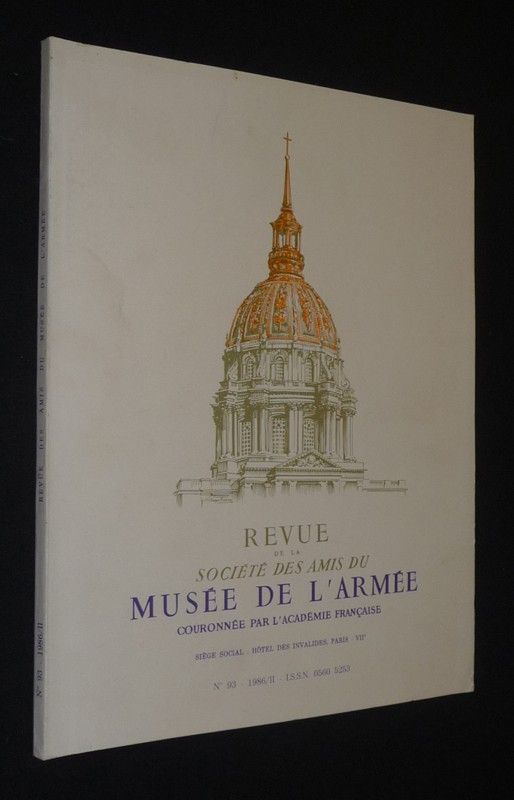 REVUE
DE LA
SOCIÉTÉ DES AMIS DU
MUSÉE DE L'ARMÉE
COURONNÉE PAR L'ACADÉMIE FRANÇAISE
SIÈGE SOCIAL . HÔTEL DES INVALIDES. PARIS . VIIe
N° 93 - 1986/II - I.S.S.N. 0560 5253
N° 93 - 1986/II REVUE DES AMIS DU MUSÉE DE L'ARMÉE